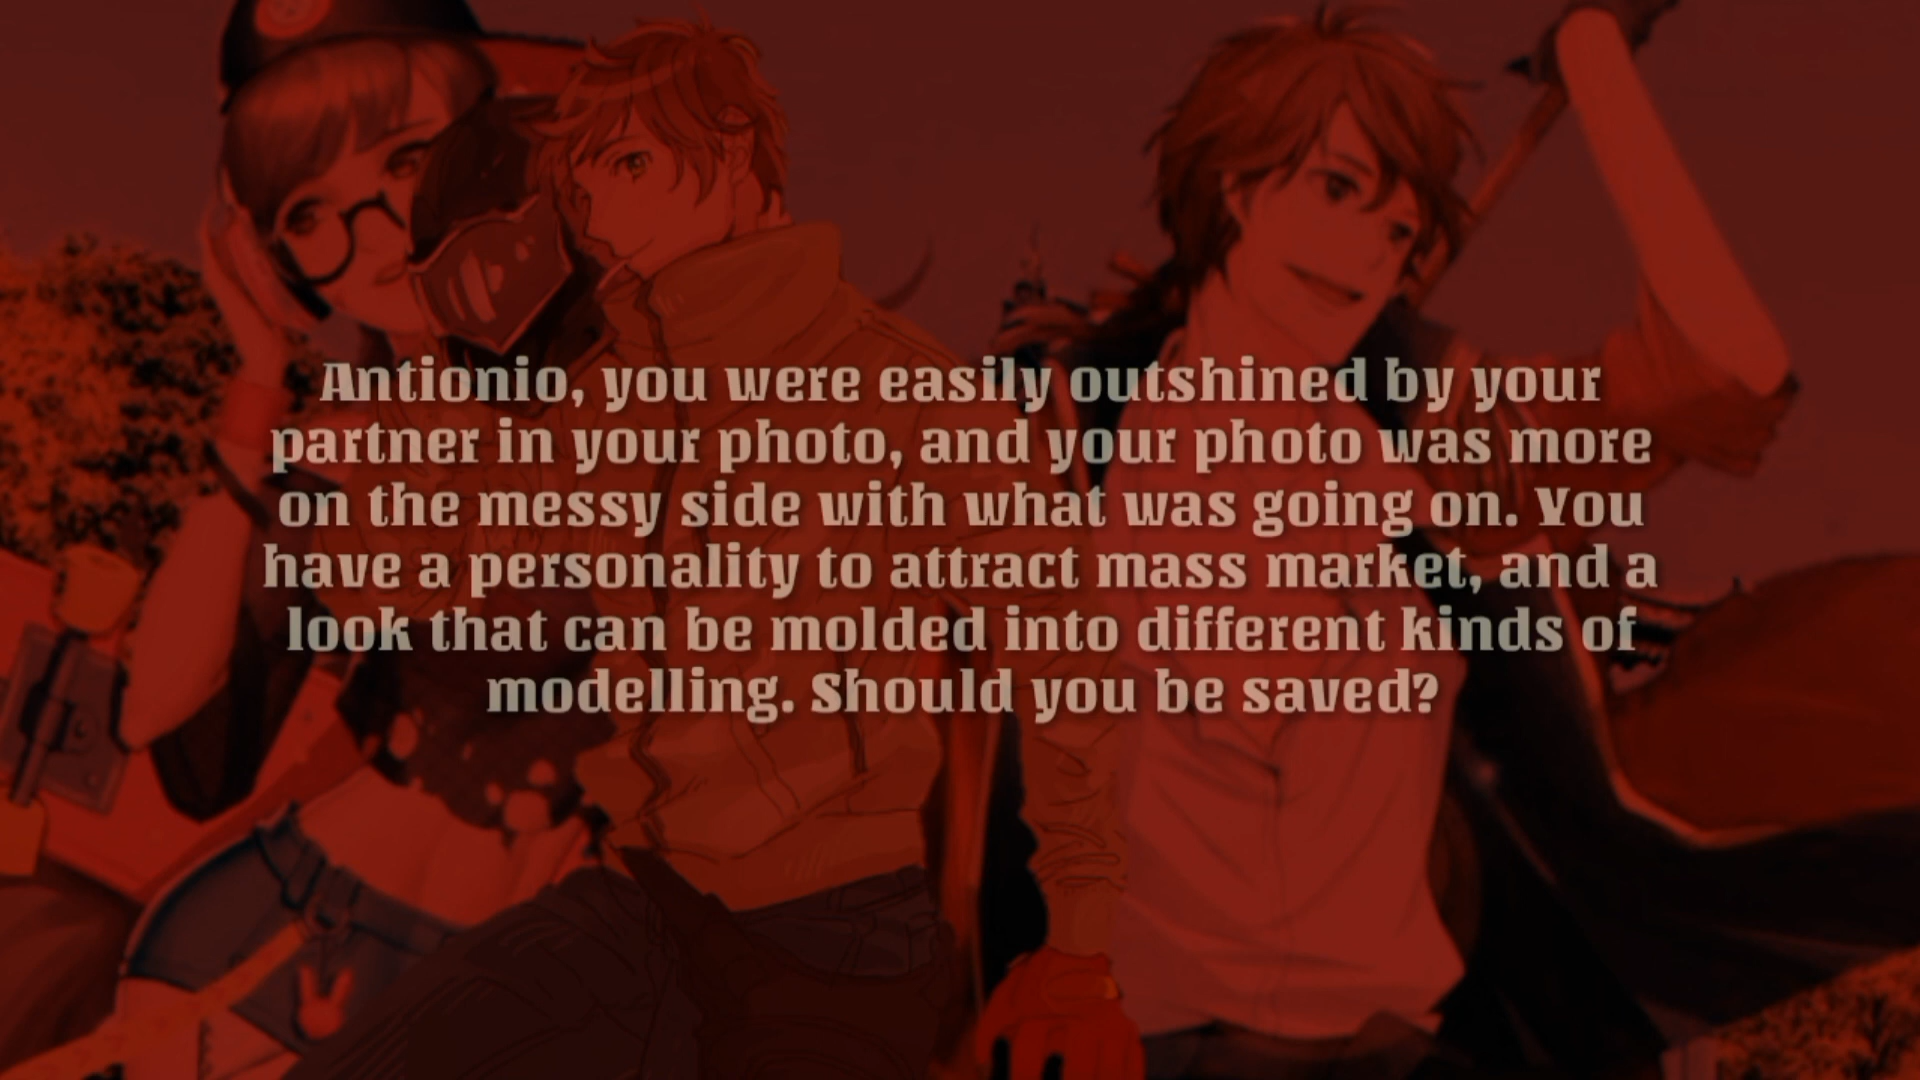 Antionio, you were easily outshined by your
partner in your photo, and your photo was more
on the messy side with what was going on. You
have a personality to attract mass market, and a
look that can be molded into different kinds of
modelling. Should you be saved?